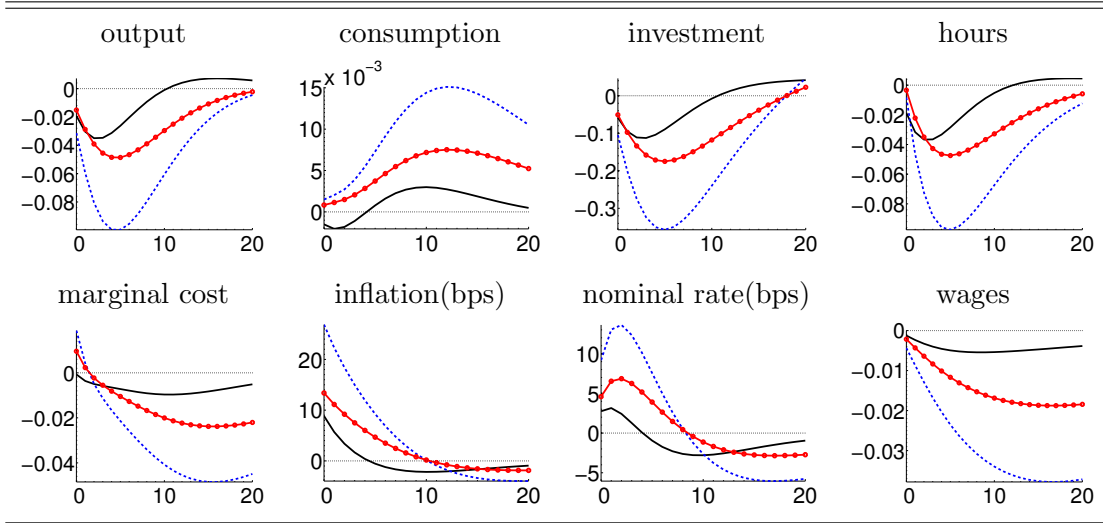 output consumption investment hours
x 10⁻³
0 −0.02 −0.04 −0.06 −0.08
0 10 20
15 10 5 0
0 10 20
0 −0.1 −0.2 −0.3
0 10 20
0 −0.02 −0.04 −0.06 −0.08
0 10 20
marginal cost inflation(bps) nominal rate(bps) wages
0 −0.02 −0.04
0 10 20
20 10 0
0 10 20
10 5 0 −5
0 10 20
0 −0.01 −0.02 −0.03
0 10 20